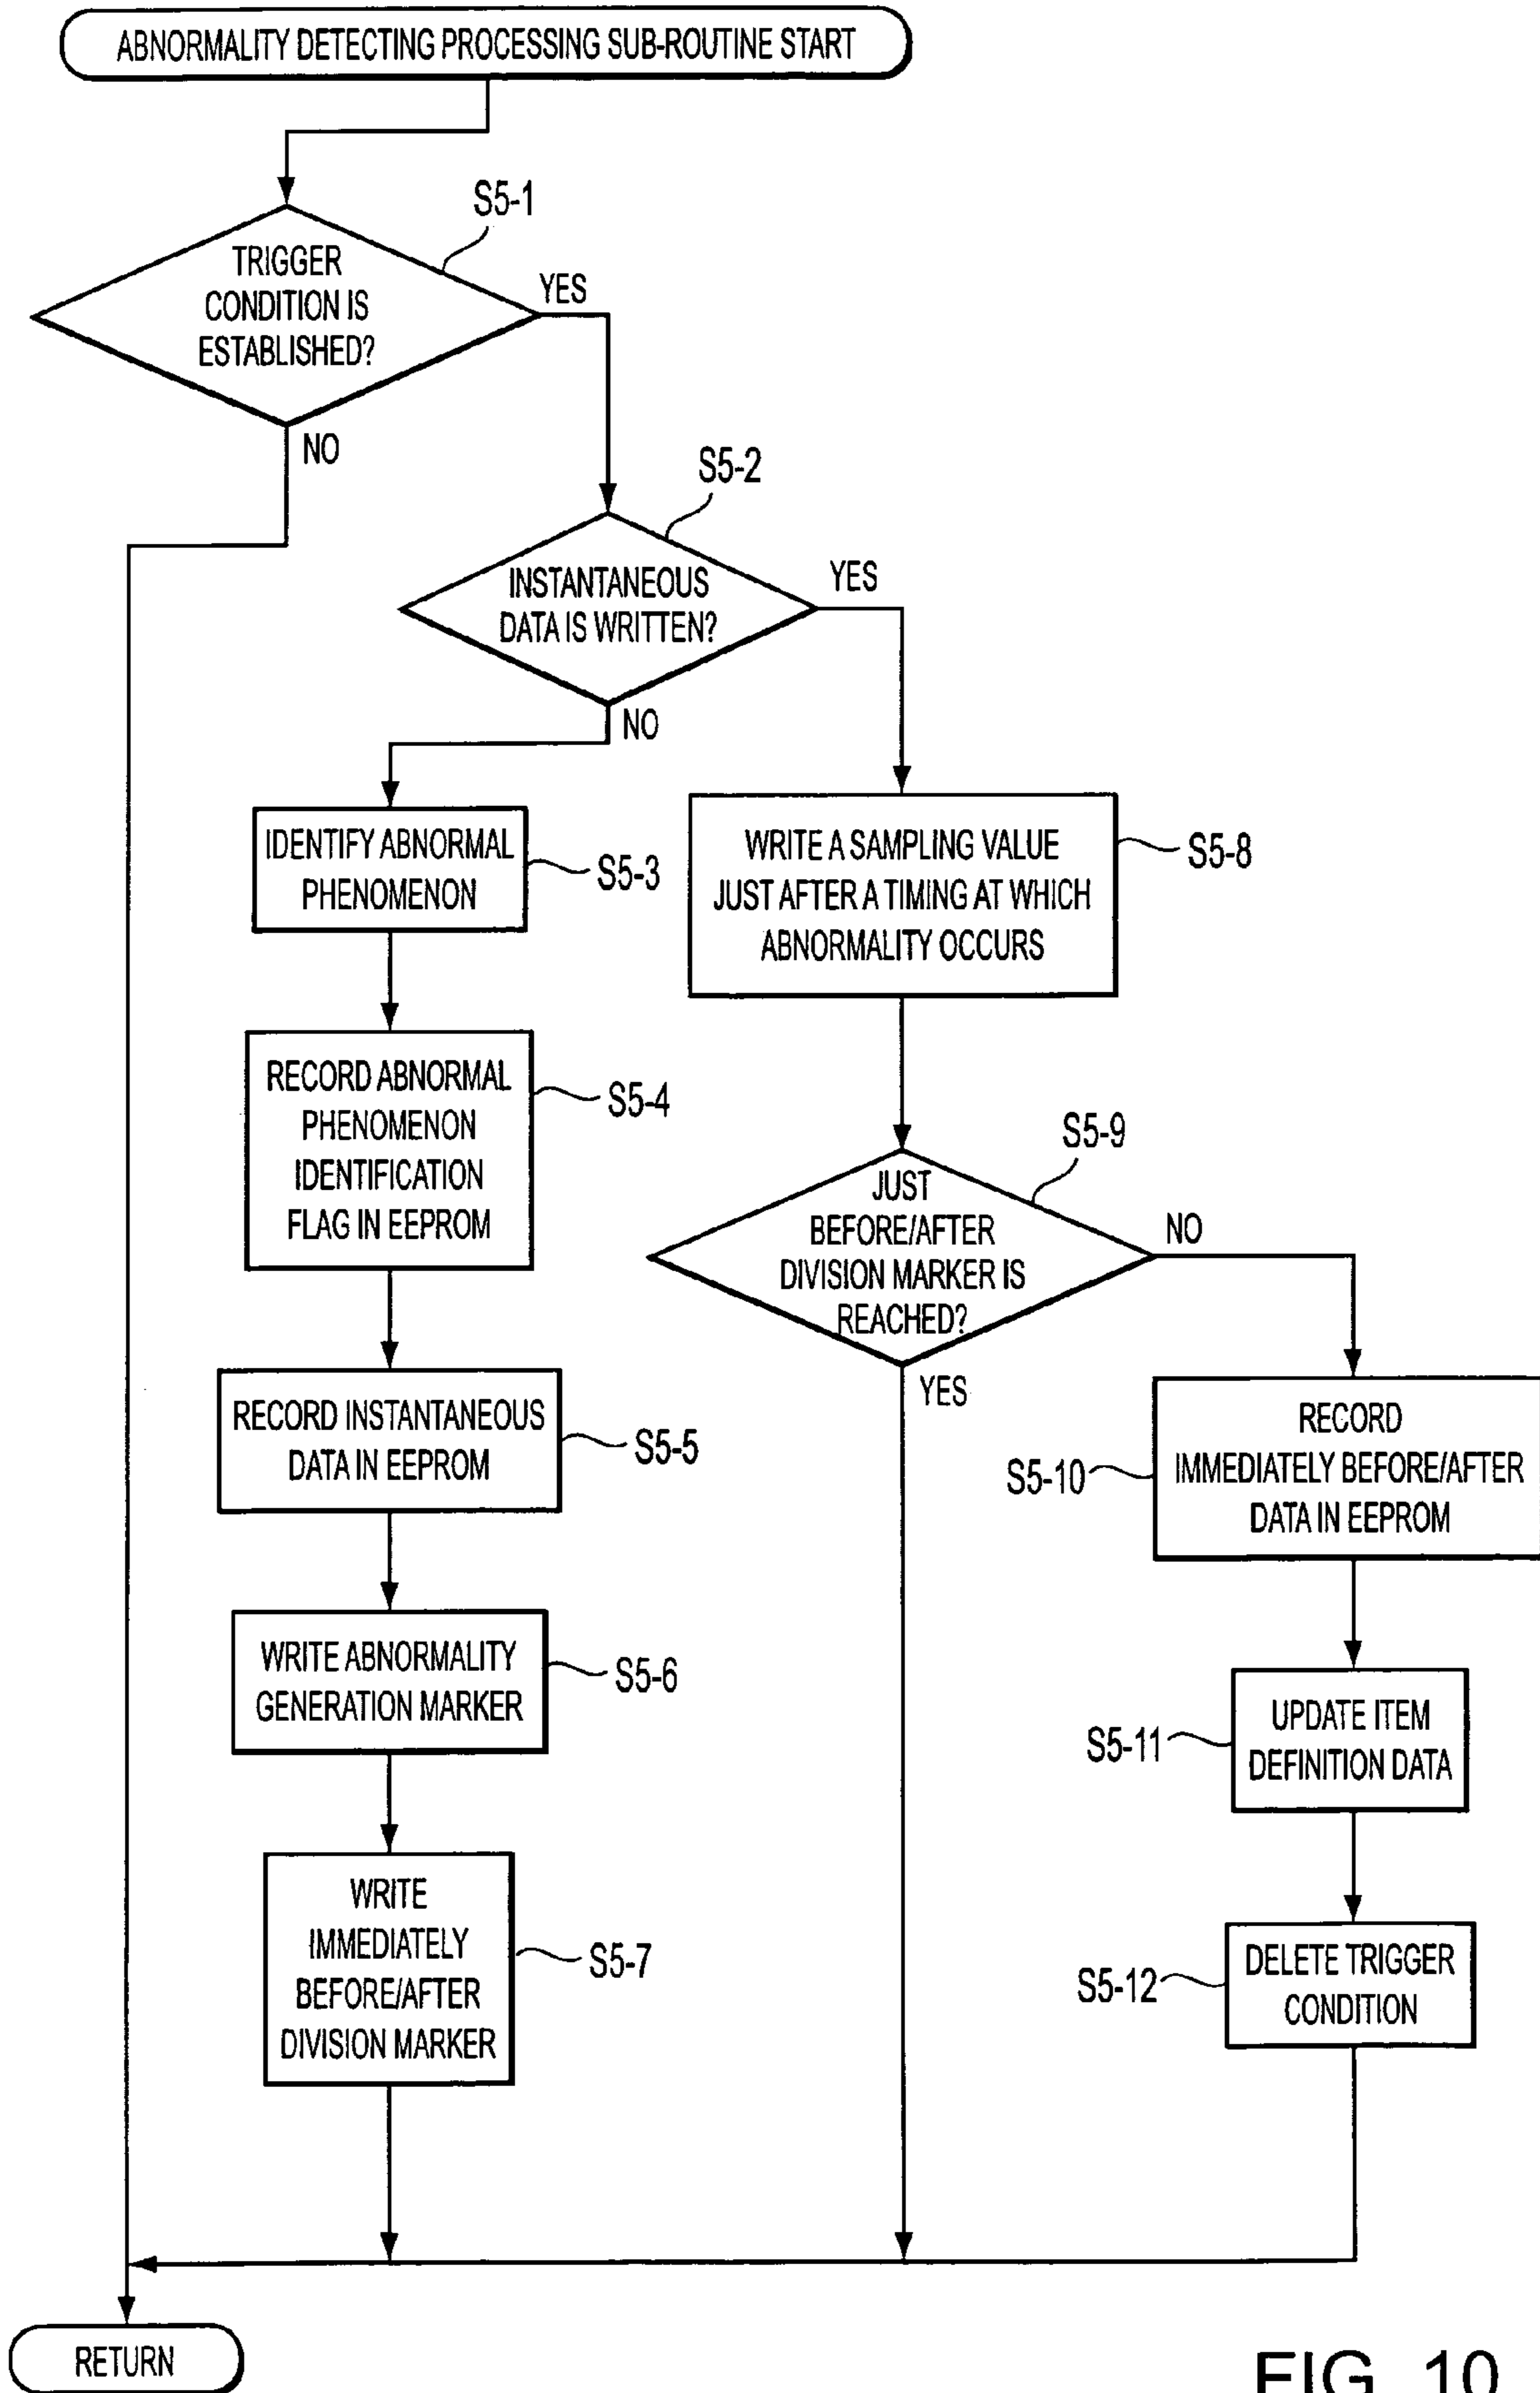 ABNORMALITY DETECTING PROCESSING SUB-ROUTINE START
S5-1
TRIGGER
CONDITION IS
ESTABLISHED?
YES
NO
S5-2
INSTANTANEOUS
DATA IS WRITTEN?
YES
NO
IDENTIFY ABNORMAL
PHENOMENON
S5-3
RECORD ABNORMAL
PHENOMENON
IDENTIFICATION
FLAG IN EEPROM
S5-4
RECORD INSTANTANEOUS
DATA IN EEPROM
S5-5
WRITE ABNORMALITY
GENERATION MARKER
S5-6
WRITE
IMMEDIATELY
BEFORE/AFTER
DIVISION MARKER
S5-7
WRITE A SAMPLING VALUE
JUST AFTER A TIMING AT WHICH
ABNORMALITY OCCURS
S5-8
S5-9
JUST
BEFORE/AFTER
DIVISION MARKER IS
REACHED?
NO
YES
RECORD
IMMEDIATELY BEFORE/AFTER
DATA IN EEPROM
S5-10
UPDATE ITEM
DEFINITION DATA
S5-11
DELETE TRIGGER
CONDITION
S5-12
RETURN
FIG. 10